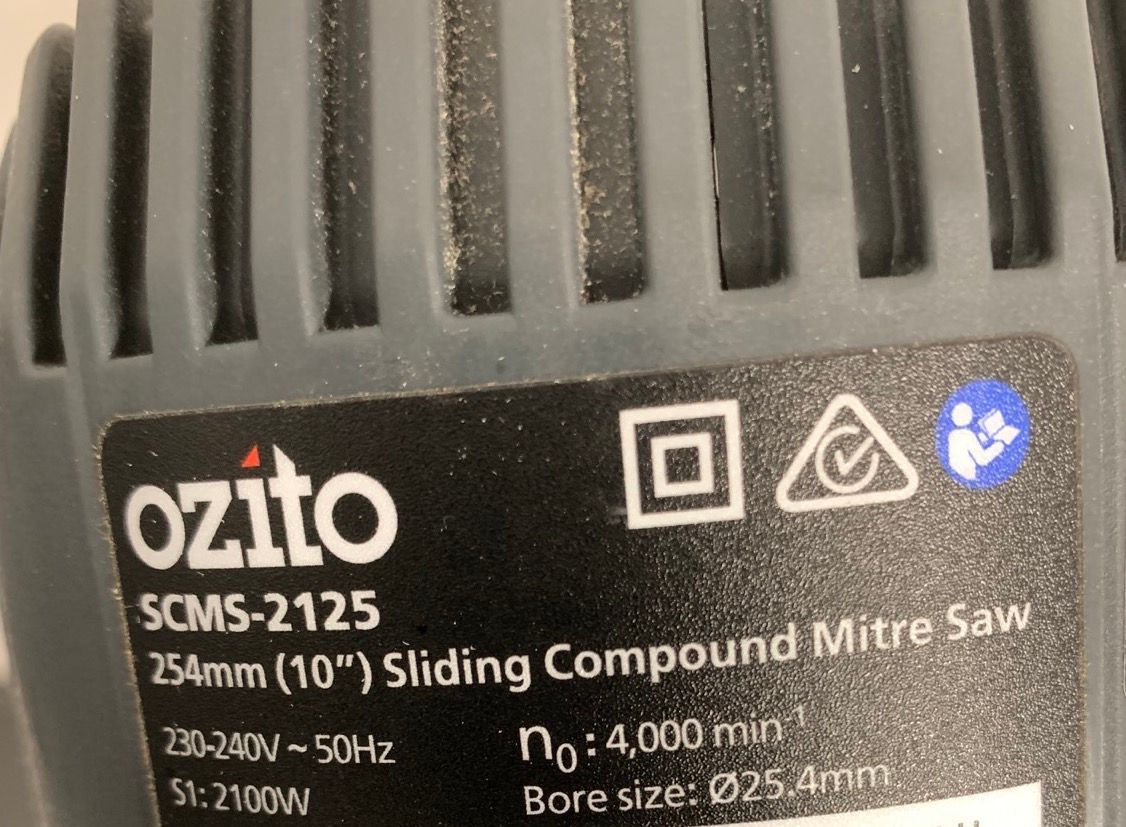 ozito
SCMS-2125
254mm (10") Sliding Compound Mitre Saw
230-240V ~ 50Hz
n₀ : 4,000 min⁻¹
S1: 2100W
Bore size: Ø25.4mm